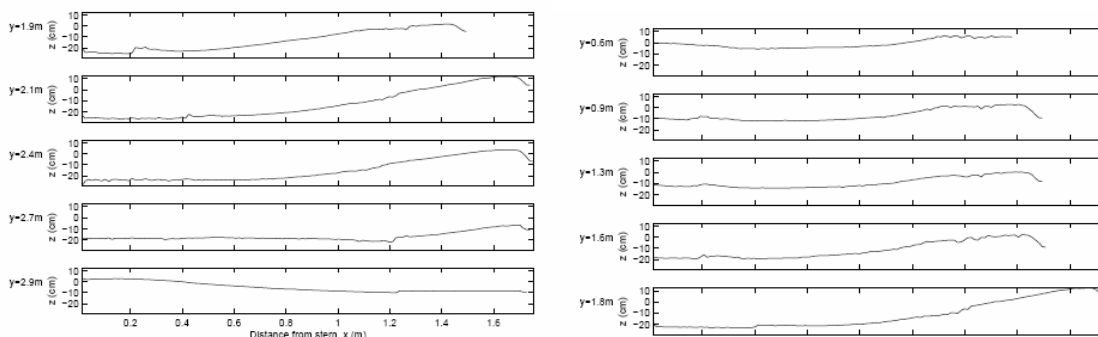 y=1.9m
z (cm)
10
0
−10
−20
y=2.1m
z (cm)
10
0
−10
−20
y=2.4m
z (cm)
10
0
−10
−20
y=2.7m
z (cm)
10
0
−10
−20
y=2.9m
z (cm)
10
0
−10
−20
0.2 0.4 0.6 0.8 1 1.2 1.4 1.6
Distance from stern, x (m)
y=0.6m
z (cm)
10
0
−10
−20
y=0.9m
z (cm)
10
0
−10
−20
y=1.3m
z (cm)
10
0
−10
−20
y=1.6m
z (cm)
10
0
−10
−20
y=1.8m
z (cm)
10
0
−10
−20